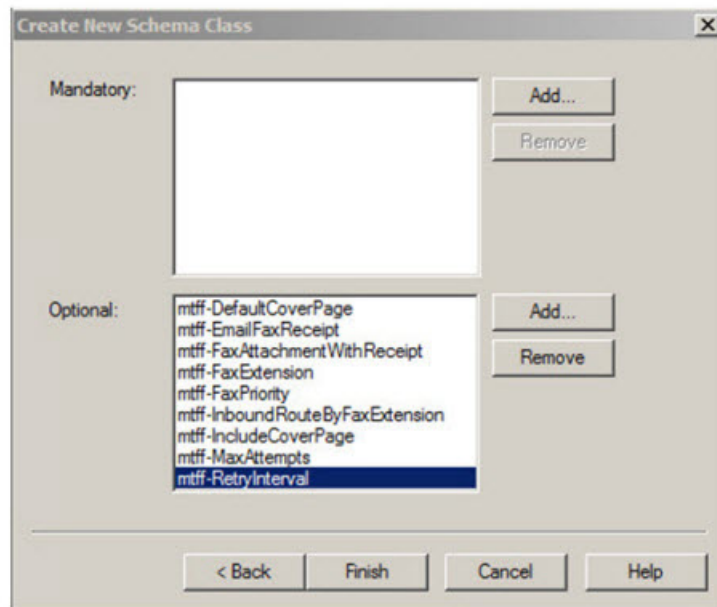 Create New Schema Class
Mandatory:
Add...
Remove
Optional:
mtff-DefaultCoverPage
mtff-EmailFaxReceipt
mtff-FaxAttachmentWithReceipt
mtff-FaxExtension
mtff-FaxPriority
mtff-InboundRouteByFaxExtension
mtff-IncludeCoverPage
mtff-MaxAttempts
mtff-RetryInterval
Add...
Remove
< Back
Finish
Cancel
Help